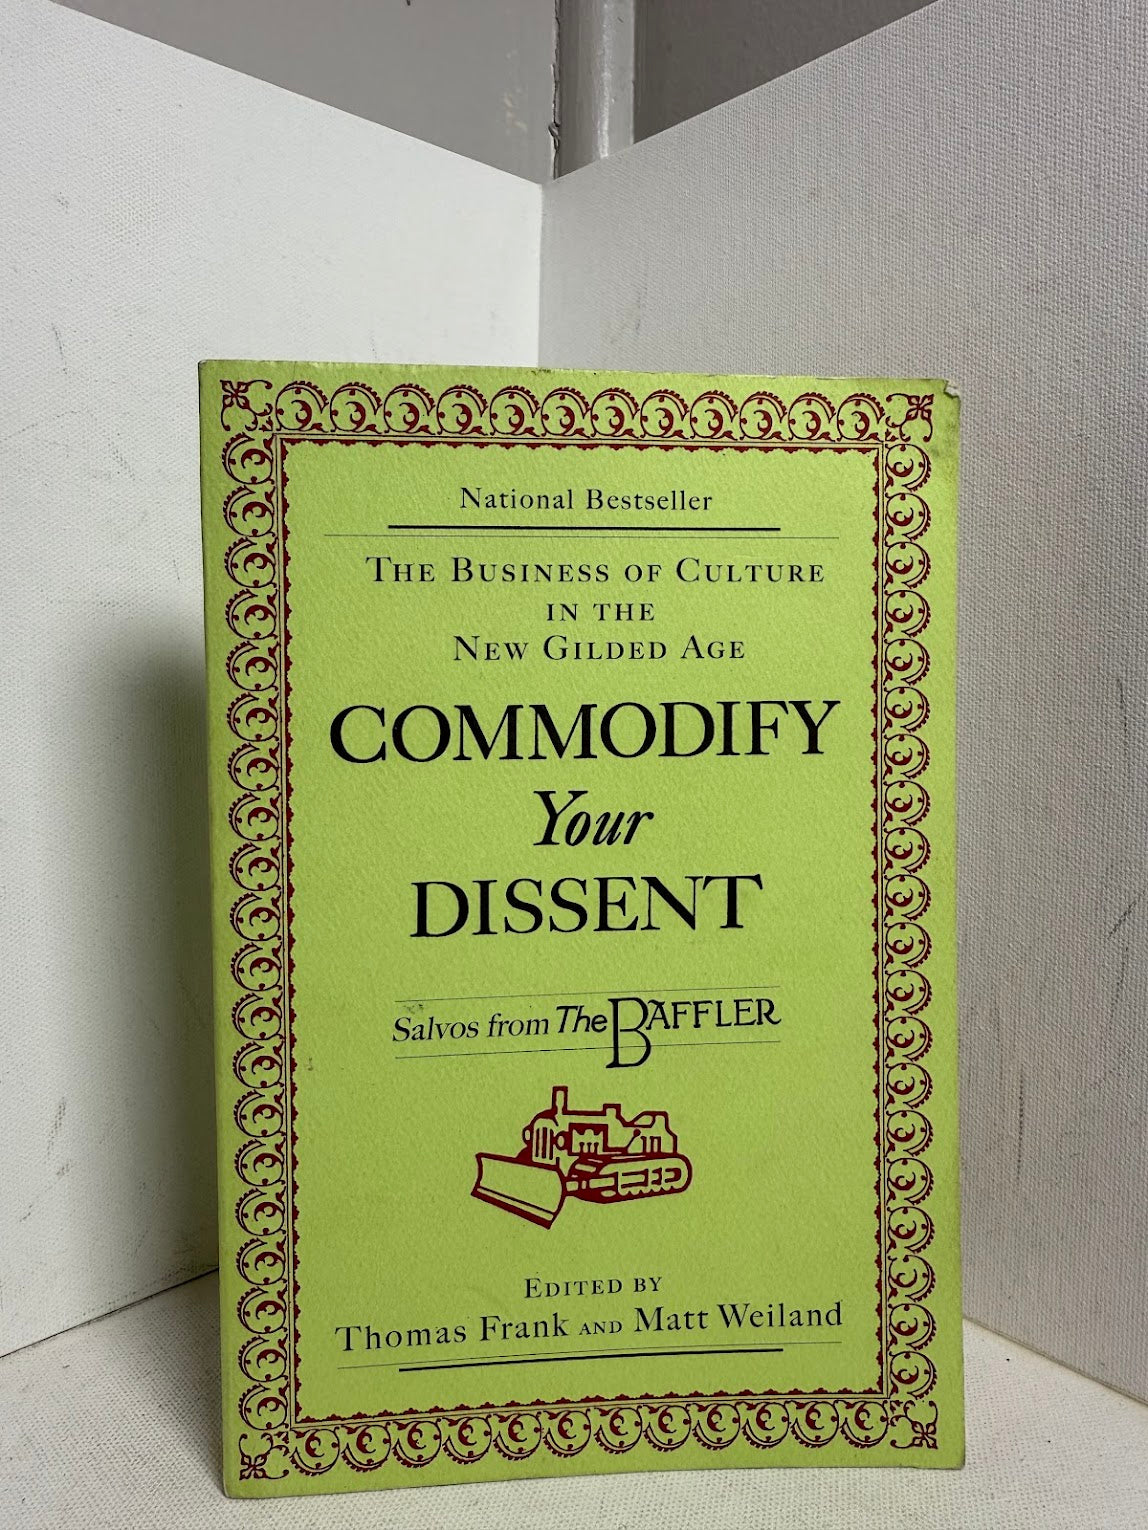 National Bestseller
THE BUSINESS OF CULTURE
IN THE
NEW GILDED AGE
COMMODIFY
Your
DISSENT
Salvos from The BAFFLER
EDITED BY
Thomas Frank AND Matt Weiland